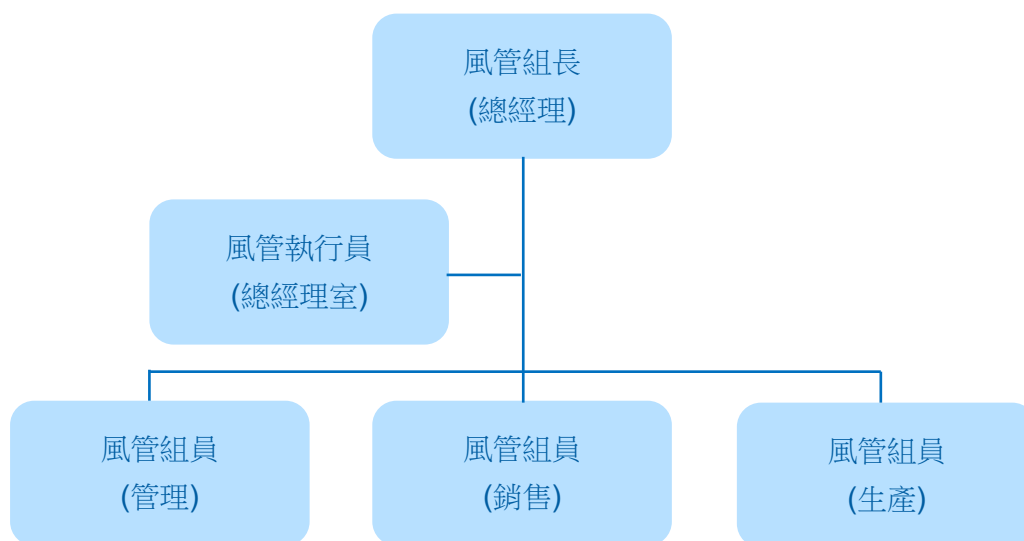 風管組長
(總經理)
風管執行員
(總經理室)
風管組員
(管理)
風管組員
(銷售)
風管組員
(生產)